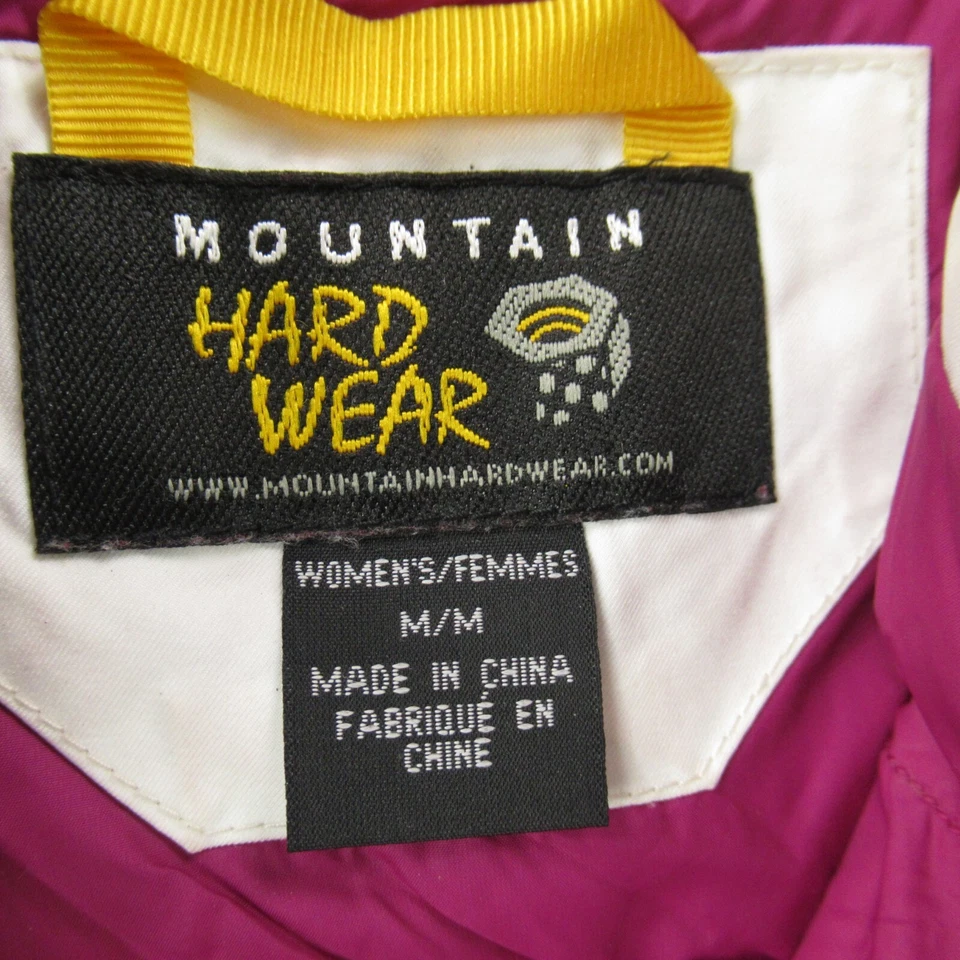 MOUNTAIN
HARD
WEAR
WWW.MOUNTAINHARDWEAR.COM
WOMEN'S/FEMMES
M/M
MADE IN CHINA
FABRIQUÉ EN
CHINE